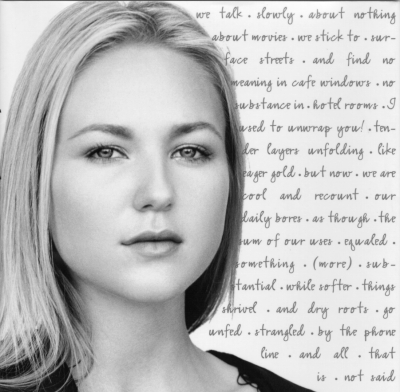 we talk . slowly . about nothing
about movies . we stick to . sur-
face streets . and find no
meaning in cafe windows . no
substance in . hotel rooms . I
used to unwrap you! . ten-
der layers unfolding . like
eager gold . but now . we are
cool and recount . our
daily bores . as though . the
sum of our uses . equaled .
something . (more) . sub-
stantial . while softer . things
shrivel . and dry roots . go
unfed . strangled . by the phone
line . and all . that
is . not said